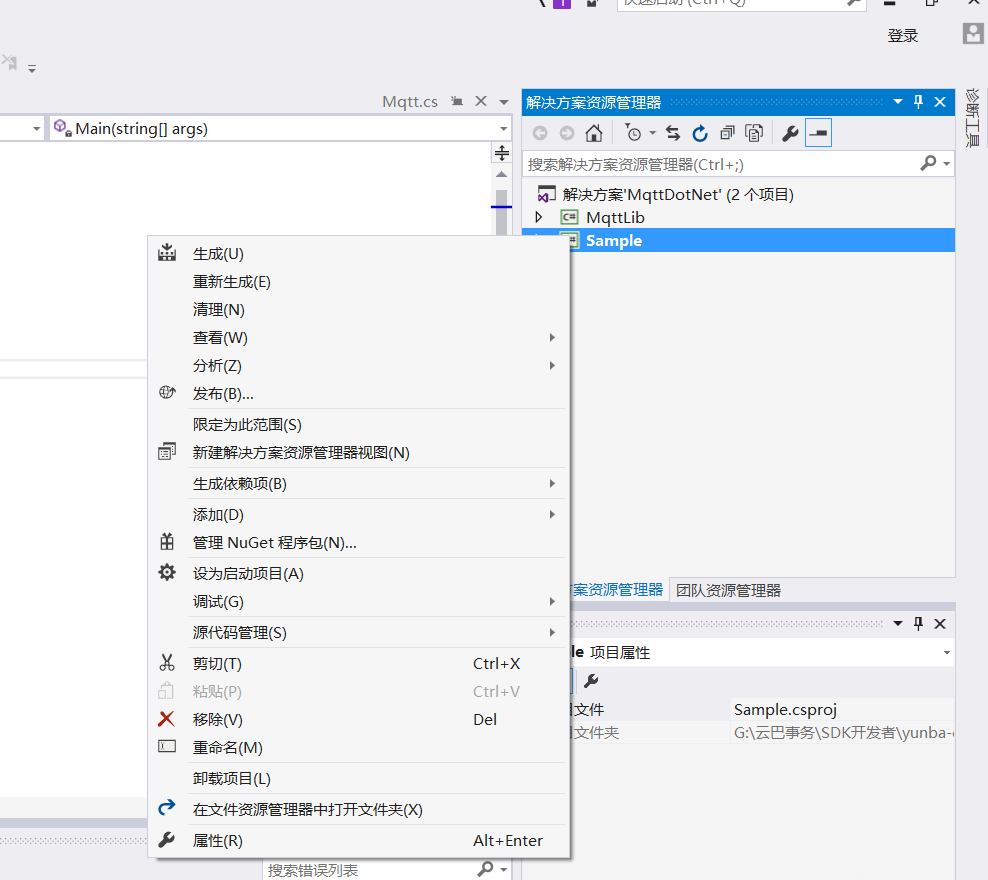 快速启动 (Ctrl+Q)
登录
Mqtt.cs
Main(string[] args)
解决方案资源管理器
诊断工具
搜索解决方案资源管理器(Ctrl+;)
解决方案'MqttDotNet' (2 个项目)
C# MqttLib
Sample
生成(U)
重新生成(E)
清理(N)
查看(W)
分析(Z)
发布(B)...
限定为此范围(S)
新建解决方案资源管理器视图(N)
生成依赖项(B)
添加(D)
管理 NuGet 程序包(N)...
设为启动项目(A)
调试(G)
源代码管理(S)
剪切(T) Ctrl+X
粘贴(P) Ctrl+V
移除(V) Del
重命名(M)
卸载项目(L)
在文件资源管理器中打开文件夹(X)
属性(R) Alt+Enter
案资源管理器
团队资源管理器
le 项目属性
文件 Sample.csproj
文件夹 G:\云巴事务\SDK开发者\yunba-
搜索错误列表